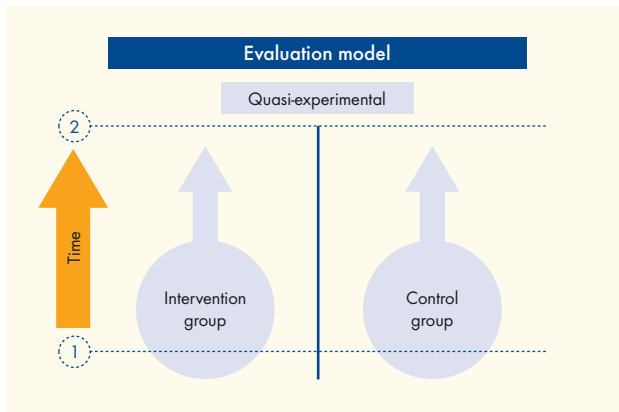 Evaluation model
Quasi-experimental
2
Time
Intervention
group
Control
group
1